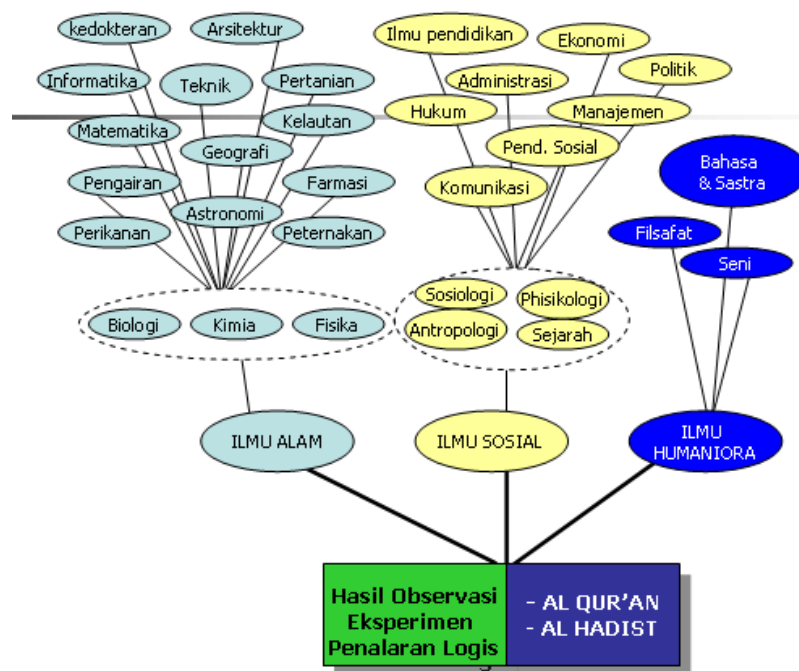 kedokteran
Arsitektur
Ilmu pendidikan
Ekonomi
Informatika
Teknik
Pertanian
Administrasi
Politik
Matematika
Kelautan
Hukum
Manajemen
Geografi
Pend. Sosial
Bahasa
& Sastra
Pengairan
Farmasi
Komunikasi
Astronomi
Perikanan
Peternakan
Filsafat
Seni
Sosiologi
Phisikologi
Biologi
Kimia
Fisika
Antropologi
Sejarah
ILMU ALAM
ILMU SOSIAL
ILMU
HUMANIORA
Hasil Observasi
Eksperimen
Penalaran Logis
- AL QUR’AN
- AL HADIST